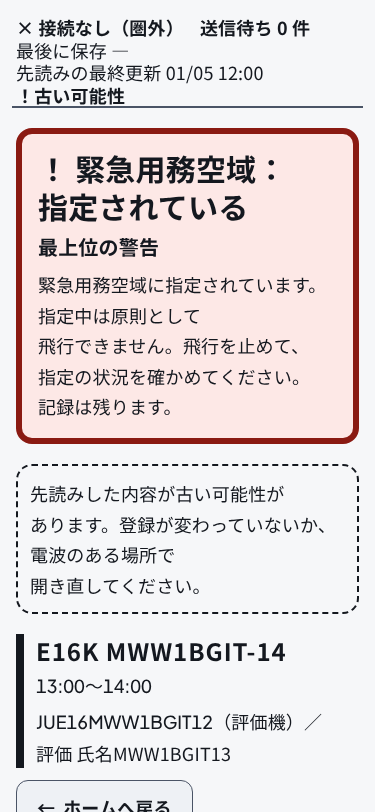 × 接続なし（圏外）　送信待ち 0 件
最後に保存 —
先読みの最終更新 01/05 12:00
！古い可能性
！ 緊急用務空域：
指定されている
最上位の警告
緊急用務空域に指定されています。
指定中は原則として
飛行できません。飛行を止めて、
指定の状況を確かめてください。
記録は残ります。
先読みした内容が古い可能性が
あります。登録が変わっていないか、
電波のある場所で
開き直してください。
E16K MWW1BGIT-14
13:00〜14:00
JUE16MWW1BGIT12（評価機）／
評価 氏名MWW1BGIT13
← ホームへ戻る